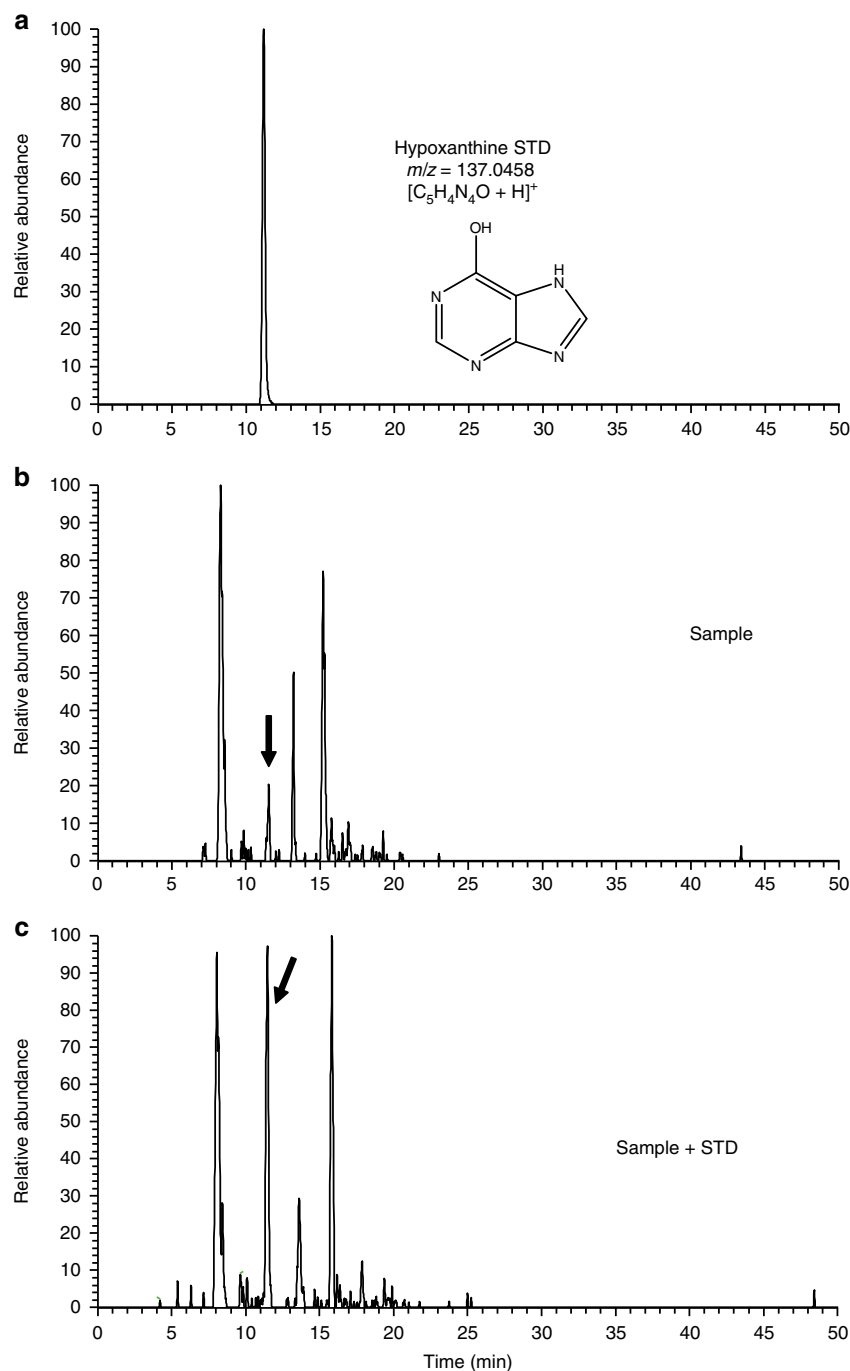 a
100
90
80
70
60
50
40
30
20
10
0
Relative abundance
Hypoxanthine STD
m/z = 137.0458
[C₅H₄N₄O + H]⁺
OH
H
N
N
N
N
0 5 10 15 20 25 30 35 40 45 50
b
100
90
80
70
60
50
40
30
20
10
0
Relative abundance
Sample
0 5 10 15 20 25 30 35 40 45 50
c
100
90
80
70
60
50
40
30
20
10
0
Relative abundance
Sample + STD
0 5 10 15 20 25 30 35 40 45 50
Time (min)